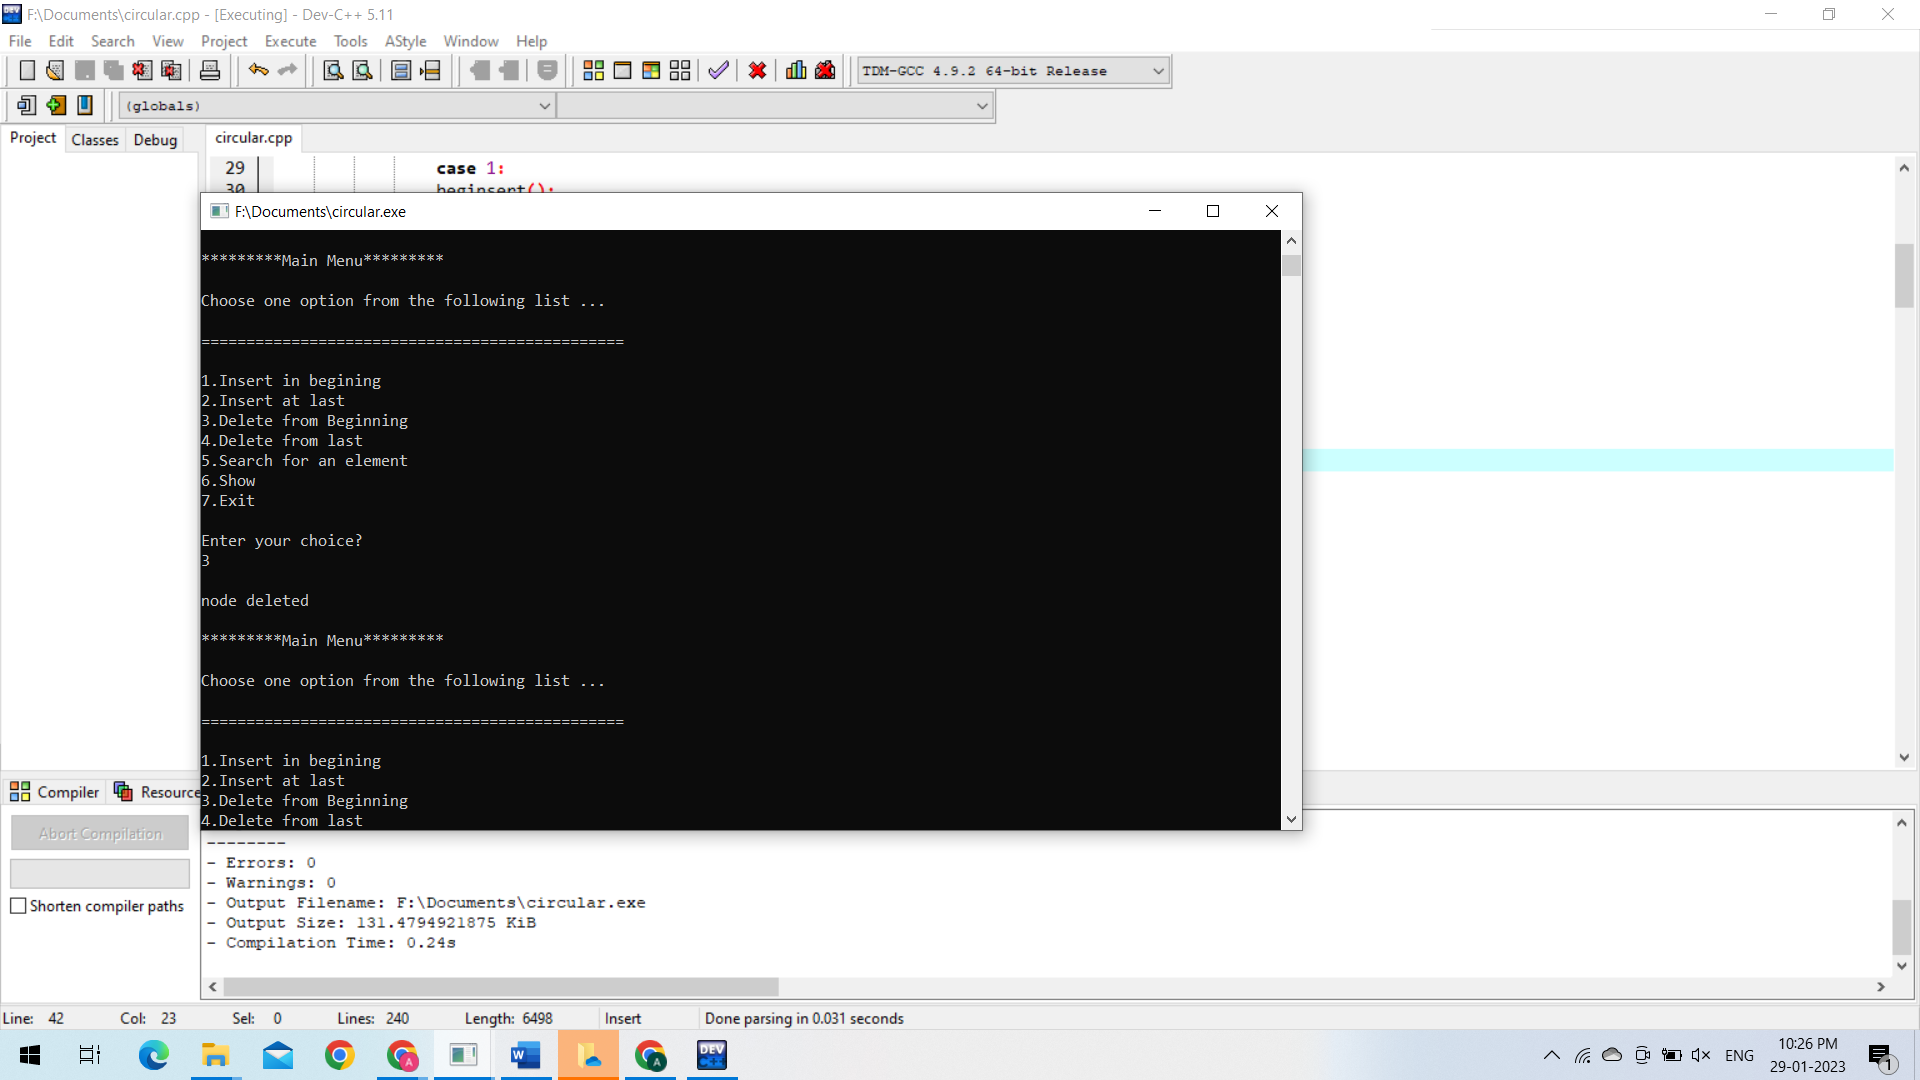 F:\Documents\circular.cpp - [Executing] - Dev-C++ 5.11
File Edit Search View Project Execute Tools AStyle Window Help
TDM-GCC 4.9.2 64-bit Release
(globals)
Project Classes Debug circular.cpp
29 case 1:
30 beginsert();
F:\Documents\circular.exe
*********Main Menu*********
Choose one option from the following list ...
===============================================
1.Insert in begining
2.Insert at last
3.Delete from Beginning
4.Delete from last
5.Search for an element
6.Show
7.Exit
Enter your choice?
3
node deleted
*********Main Menu*********
Choose one option from the following list ...
===============================================
1.Insert in begining
2.Insert at last
3.Delete from Beginning
4.Delete from last
Compiler Resource
Abort Compilation
Shorten compiler paths
--------
- Errors: 0
- Warnings: 0
- Output Filename: F:\Documents\circular.exe
- Output Size: 131.4794921875 KiB
- Compilation Time: 0.24s
Line: 42 Col: 23 Sel: 0 Lines: 240 Length: 6498 Insert Done parsing in 0.031 seconds
ENG
10:26 PM
29-01-2023
1